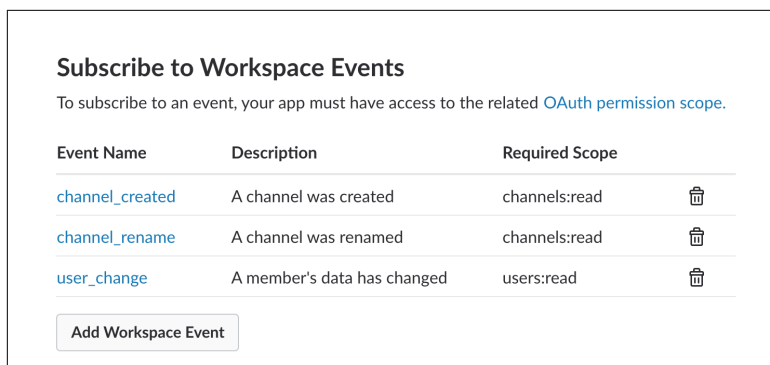 Subscribe to Workspace Events
To subscribe to an event, your app must have access to the related OAuth permission scope.
Event Name Description Required Scope
channel_created A channel was created channels:read
channel_rename A channel was renamed channels:read
user_change A member's data has changed users:read
Add Workspace Event